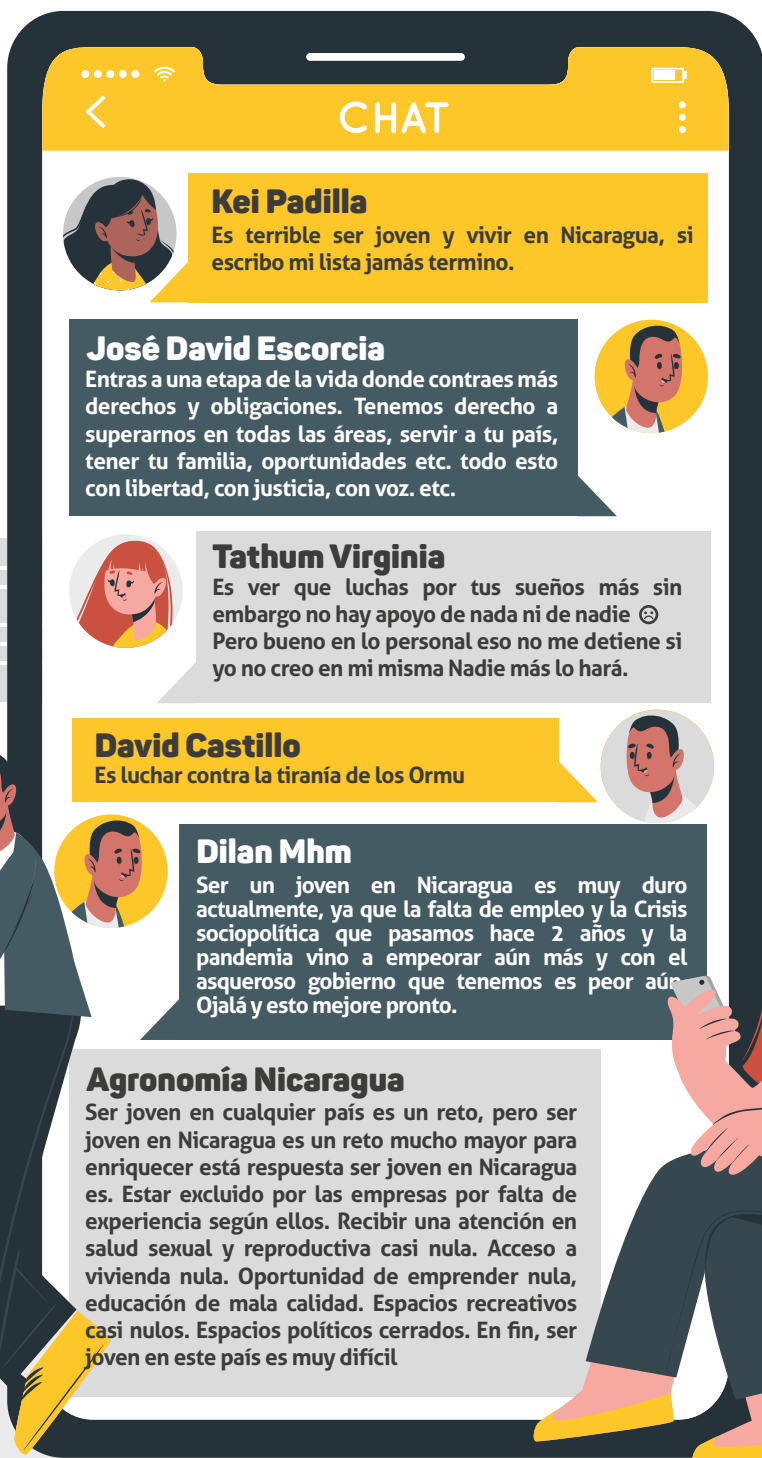 CHAT
Kei Padilla
Es terrible ser joven y vivir en Nicaragua, si
escribo mi lista jamás termino.
José David Escorcia
Entras a una etapa de la vida donde contraes más
derechos y obligaciones. Tenemos derecho a
superarnos en todas las áreas, servir a tu país,
tener tu familia, oportunidades etc. todo esto
con libertad, con justicia, con voz. etc.
Tathum Virginia
Es ver que luchas por tus sueños más sin
embargo no hay apoyo de nada ni de nadie ☹
Pero bueno en lo personal eso no me detiene si
yo no creo en mi misma Nadie más lo hará.
David Castillo
Es luchar contra la tiranía de los Ormu
Dilan Mhm
Ser un joven en Nicaragua es muy duro
actualmente, ya que la falta de empleo y la Crisis
sociopolítica que pasamos hace 2 años y la
pandemia vino a empeorar aún más y con el
asqueroso gobierno que tenemos es peor aún
Ojalá y esto mejore pronto.
Agronomía Nicaragua
Ser joven en cualquier país es un reto, pero ser
joven en Nicaragua es un reto mucho mayor para
enriquecer está respuesta ser joven en Nicaragua
es. Estar excluido por las empresas por falta de
experiencia según ellos. Recibir una atención en
salud sexual y reproductiva casi nula. Acceso a
vivienda nula. Oportunidad de emprender nula,
educación de mala calidad. Espacios recreativos
casi nulos. Espacios políticos cerrados. En fin, ser
joven en este país es muy difícil